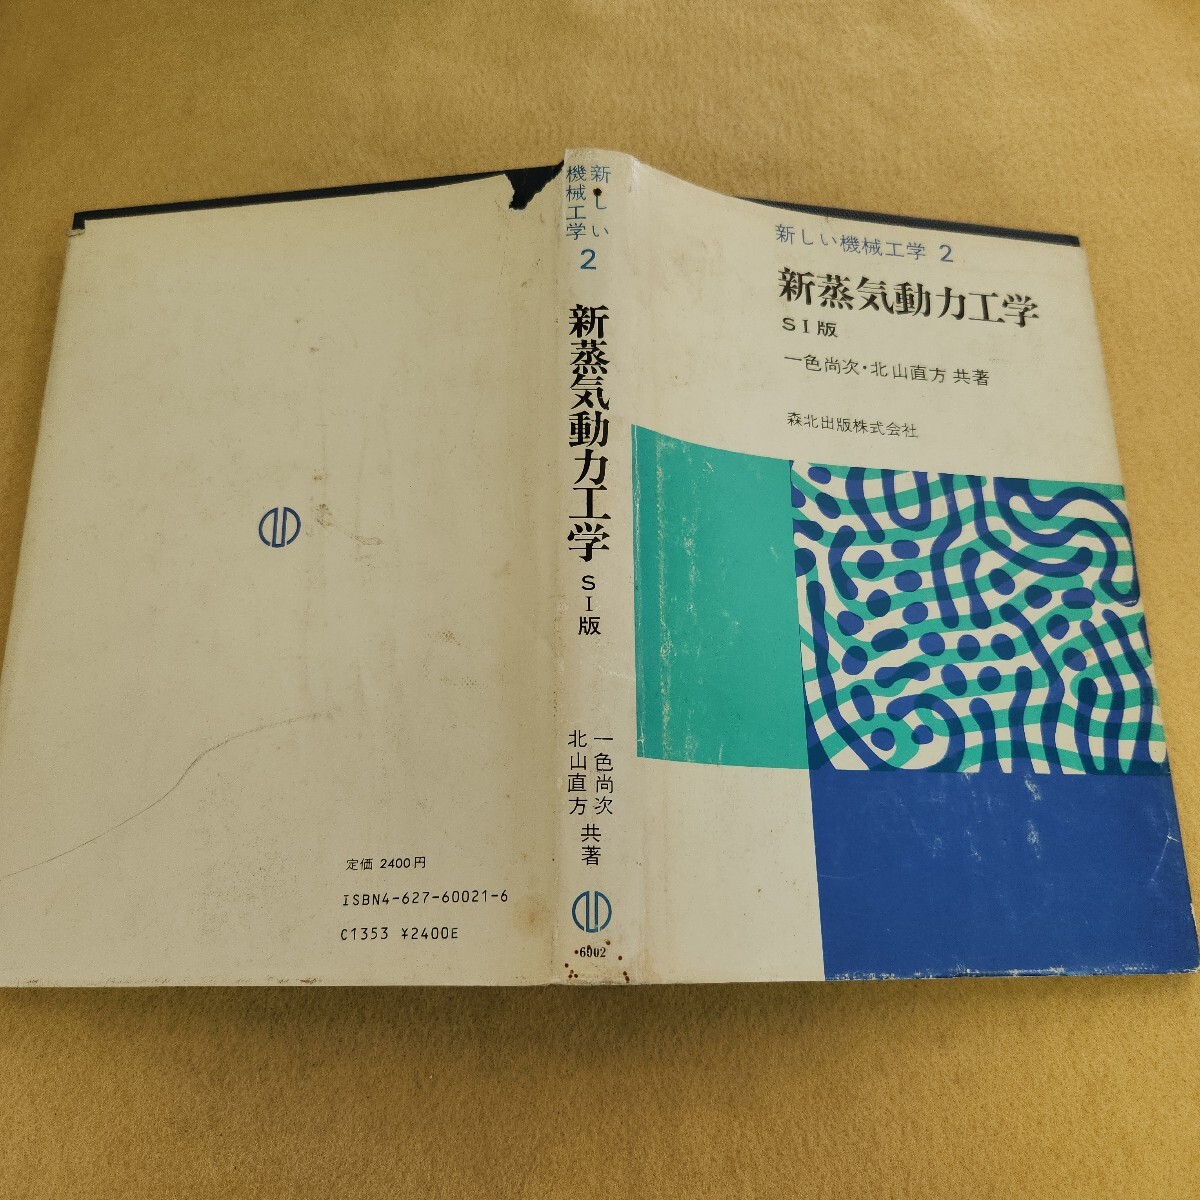 新しい機械工学 2
新蒸気動力工学
SI版
一色尚次・北山直方 共著
森北出版株式会社
新しい
機械工学
2
新蒸気動力工学
SI版
一色尚次
北山直方
共著
6002
定価 2400円
ISBN4-627-60021-6
C1353 ¥2400E